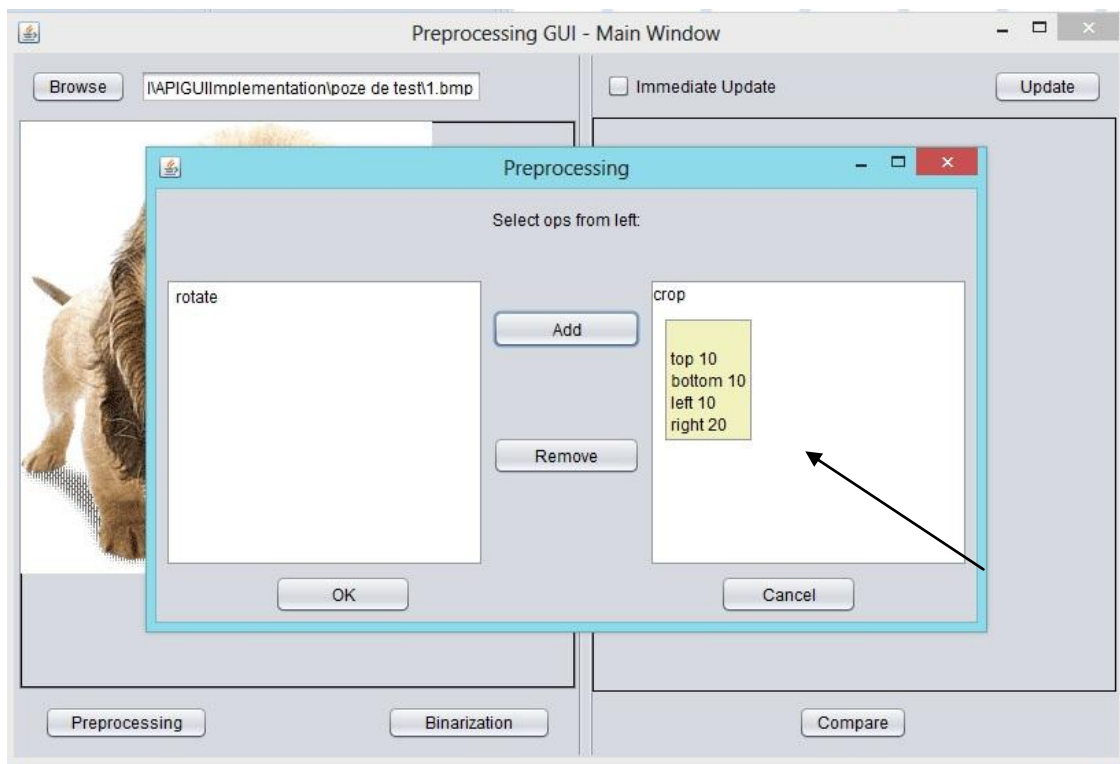 Preprocessing GUI - Main Window
Browse
I\APIGUIImplementation\poze de test\1.bmp
Immediate Update
Update
Preprocessing
Select ops from left:
rotate
Add
Remove
crop
top 10
bottom 10
left 10
right 20
OK
Cancel
Preprocessing
Binarization
Compare